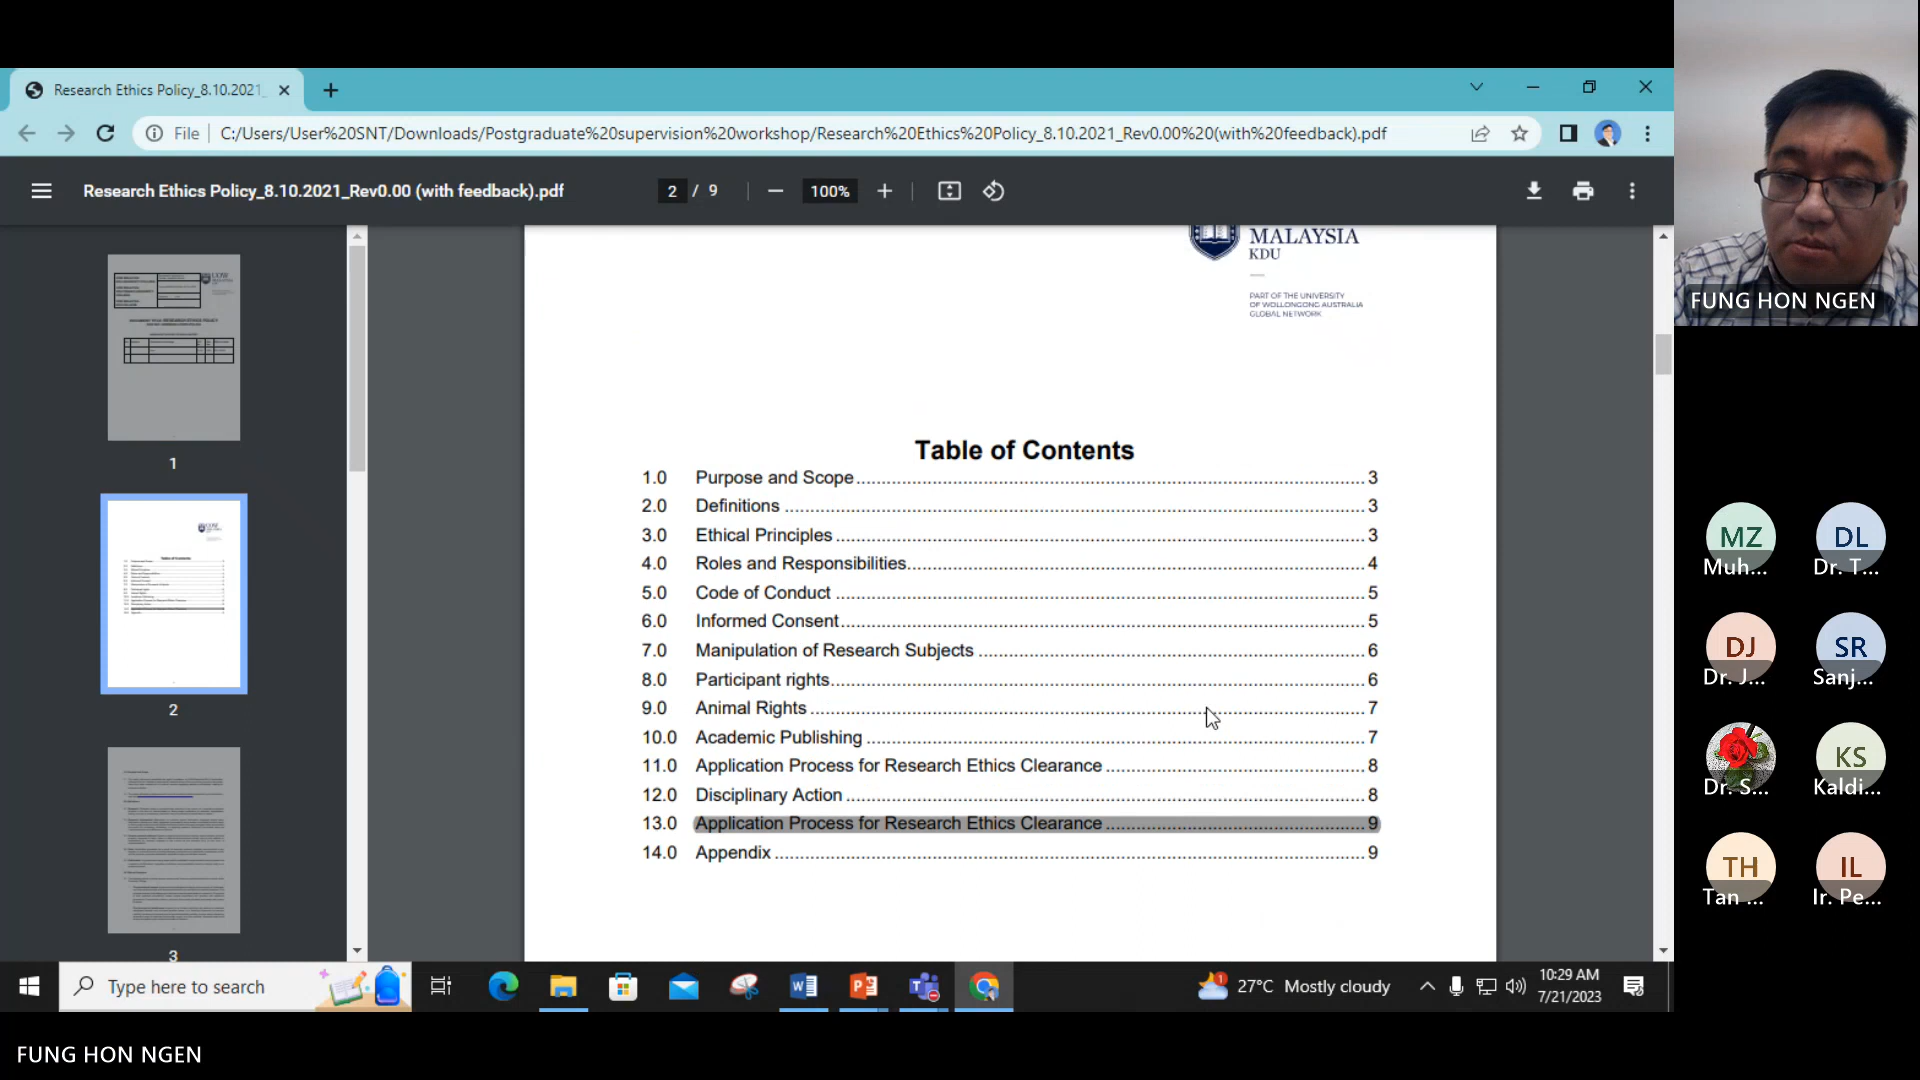 Research Ethics Policy_8.10.2021_
File
C:/Users/User%20SNT/Downloads/Postgraduate%20supervision%20workshop/Research%20Ethics%20Policy_8.10.2021_Rev0.00%20(with%20feedback).pdf
Research Ethics Policy_8.10.2021_Rev0.00 (with feedback).pdf
2 / 9
100%
MALAYSIA
KDU
PART OF THE UNIVERSITY
OF WOLLONGONG AUSTRALIA
GLOBAL NETWORK
FUNG HON NGEN
1
2
3
Table of Contents
1.0 Purpose and Scope 3
2.0 Definitions 3
3.0 Ethical Principles 3
4.0 Roles and Responsibilities 4
5.0 Code of Conduct 5
6.0 Informed Consent 5
7.0 Manipulation of Research Subjects 6
8.0 Participant rights 6
9.0 Animal Rights 7
10.0 Academic Publishing 7
11.0 Application Process for Research Ethics Clearance 8
12.0 Disciplinary Action 8
13.0 Application Process for Research Ethics Clearance 9
14.0 Appendix 9
MZ
Muh...
DL
Dr. T...
DJ
Dr. J...
SR
Sanj...
Dr. S...
KS
Kaldi...
TH
Tan ...
IL
Ir. Pe...
Type here to search
27°C Mostly cloudy
10:29 AM
7/21/2023
FUNG HON NGEN